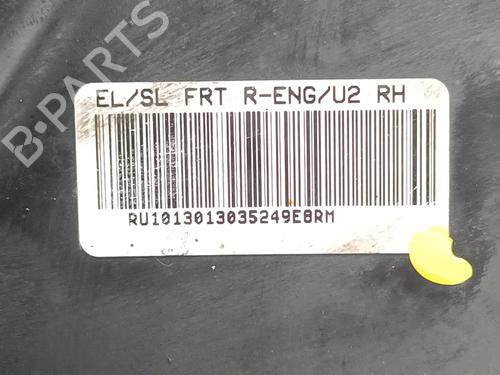 B-PARTS
EL/SL FRT R-ENG/U2 RH
RU1013013035249E8RM